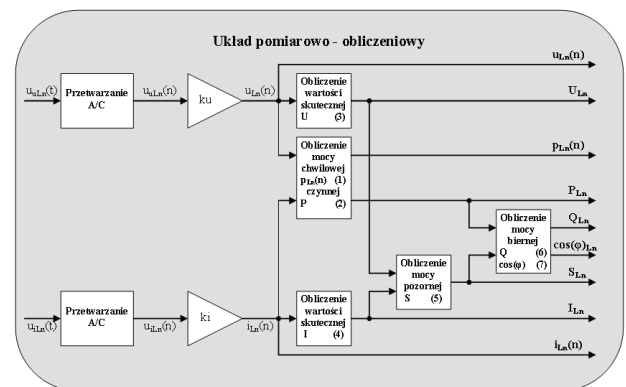 Układ pomiarowo - obliczeniowy
uLn(n)
uuLn(t)
Przetwarzanie
A/C
uuLn(n)
ku
uLn(n)
Obliczenie
wartości
skutecznej
U (3)
ULn
Obliczenie
mocy
chwilowej
pLn(n) (1)
czynnej
P (2)
pLn(n)
PLn
Obliczenie
mocy
biernej
Q (6)
cos(φ) (7)
QLn
cos(φ)Ln
Obliczenie
mocy
pozornej
S (5)
SLn
uiLn(t)
Przetwarzanie
A/C
uiLn(n)
ki
iLn(n)
Obliczenie
wartości
skutecznej
I (4)
ILn
iLn(n)